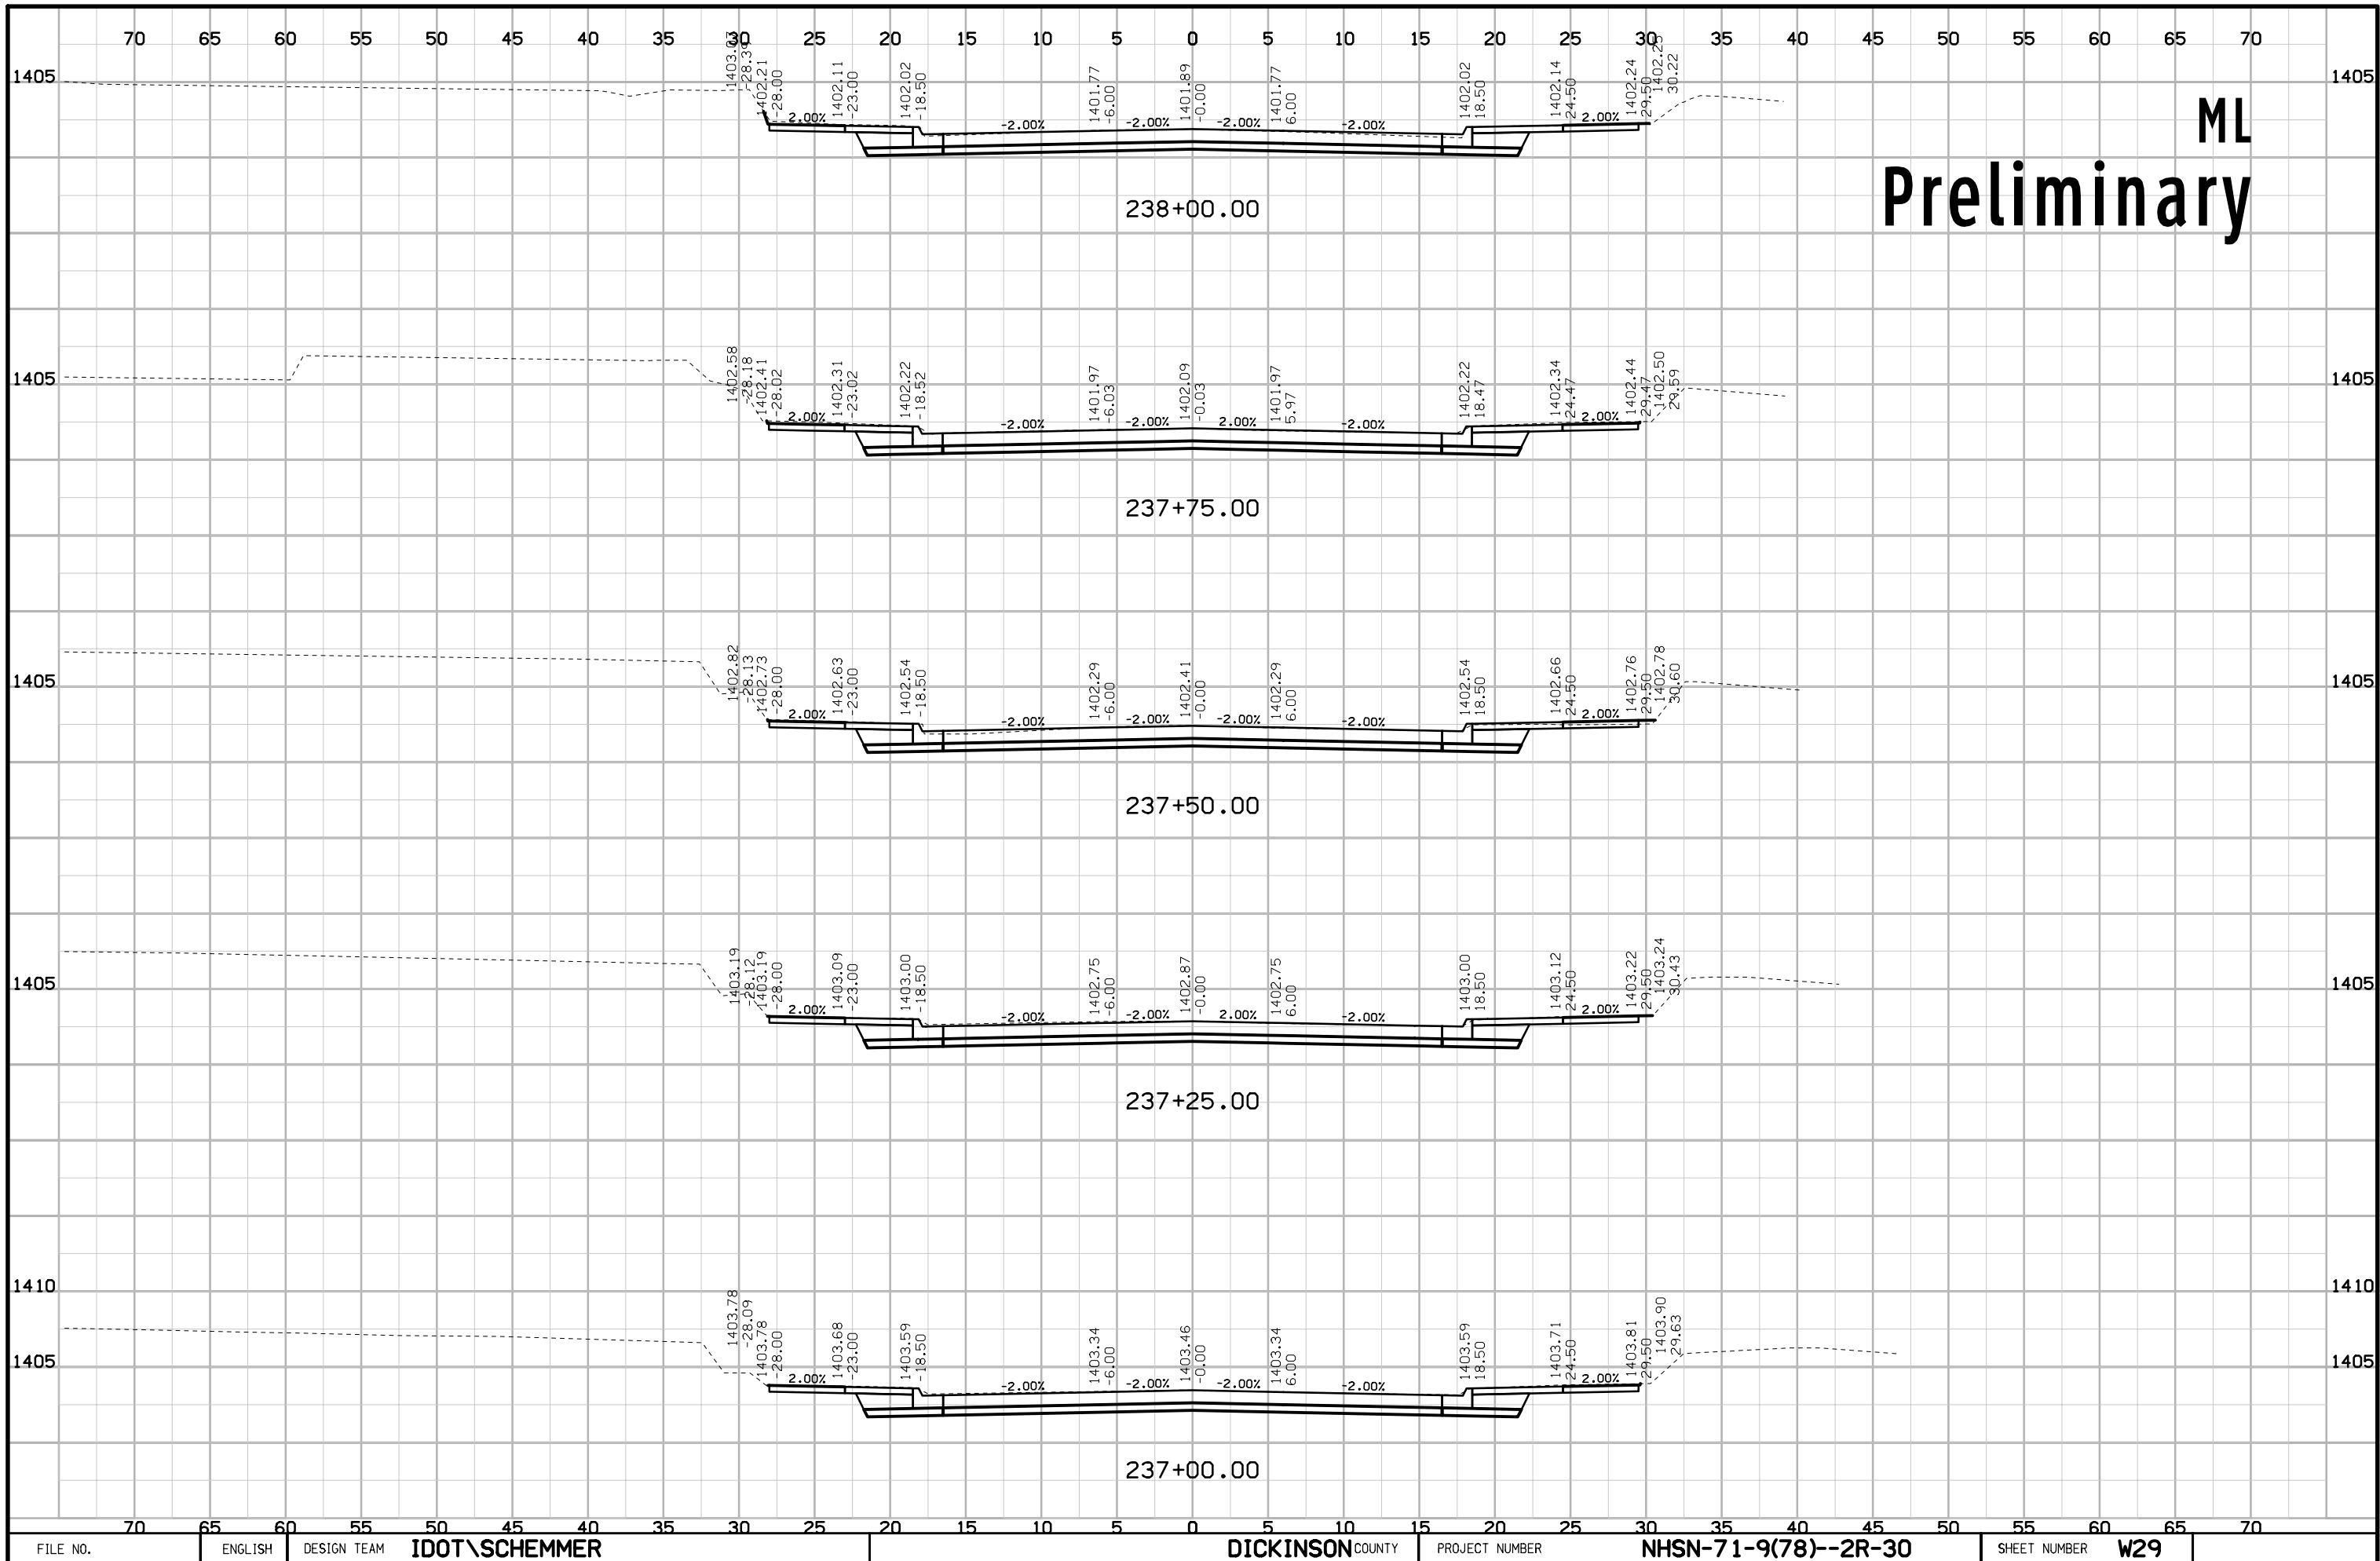 70 65 60 55 50 45 40 35 30 25 20 15 10 5 0 5 10 15 20 25 30 35 40 45 50 55 60 65 70
1405 1405
ML
Preliminary
1403.07 -28.39 1402.21 -28.00 1402.11 -23.00 1402.02 -18.50 1401.77 -6.00 1401.89 -0.00 1401.77 6.00 1402.02 18.50 1402.14 24.50 1402.24 29.50 1402.25 30.22
2.00% -2.00% -2.00% -2.00% -2.00% 2.00%
238+00.00
1405 1405
1402.58 -28.18 1402.41 -28.02 1402.31 -23.02 1402.22 -18.52 1401.97 -6.03 1402.09 -0.03 1401.97 5.97 1402.22 18.47 1402.34 24.47 1402.44 29.47 1402.50 29.59
2.00% -2.00% -2.00% 2.00% -2.00% 2.00%
237+75.00
1405 1405
1402.82 -28.13 1402.73 -28.00 1402.63 -23.00 1402.54 -18.50 1402.29 -6.00 1402.41 -0.00 1402.29 6.00 1402.54 18.50 1402.66 24.50 1402.76 29.50 1402.78 30.60
2.00% -2.00% -2.00% -2.00% -2.00% 2.00%
237+50.00
1405 1405
1403.19 -28.12 1403.19 -28.00 1403.09 -23.00 1403.00 -18.50 1402.75 -6.00 1402.87 -0.00 1402.75 6.00 1403.00 18.50 1403.12 24.50 1403.22 29.50 1403.24 30.43
2.00% -2.00% -2.00% 2.00% -2.00% 2.00%
237+25.00
1410 1410
1403.78 -28.09 1403.78 -28.00 1403.68 -23.00 1403.59 -18.50 1403.34 -6.00 1403.46 -0.00 1403.34 6.00 1403.59 18.50 1403.71 24.50 1403.81 29.50 1403.90 29.63
1405 1405
2.00% -2.00% -2.00% -2.00% -2.00% 2.00%
237+00.00
70 65 60 55 50 45 40 35 30 25 20 15 10 5 0 5 10 15 20 25 30 35 40 45 50 55 60 65 70
FILE NO. ENGLISH DESIGN TEAM IDOT\SCHEMMER DICKINSON COUNTY PROJECT NUMBER NHSN-71-9(78)--2R-30 SHEET NUMBER W29